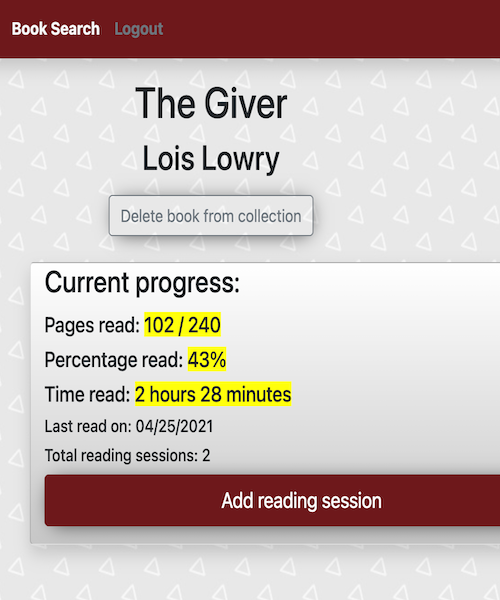 Book Search Logout
The Giver
Lois Lowry
Delete book from collection
Current progress:
Pages read: 102 / 240
Percentage read: 43%
Time read: 2 hours 28 minutes
Last read on: 04/25/2021
Total reading sessions: 2
Add reading session